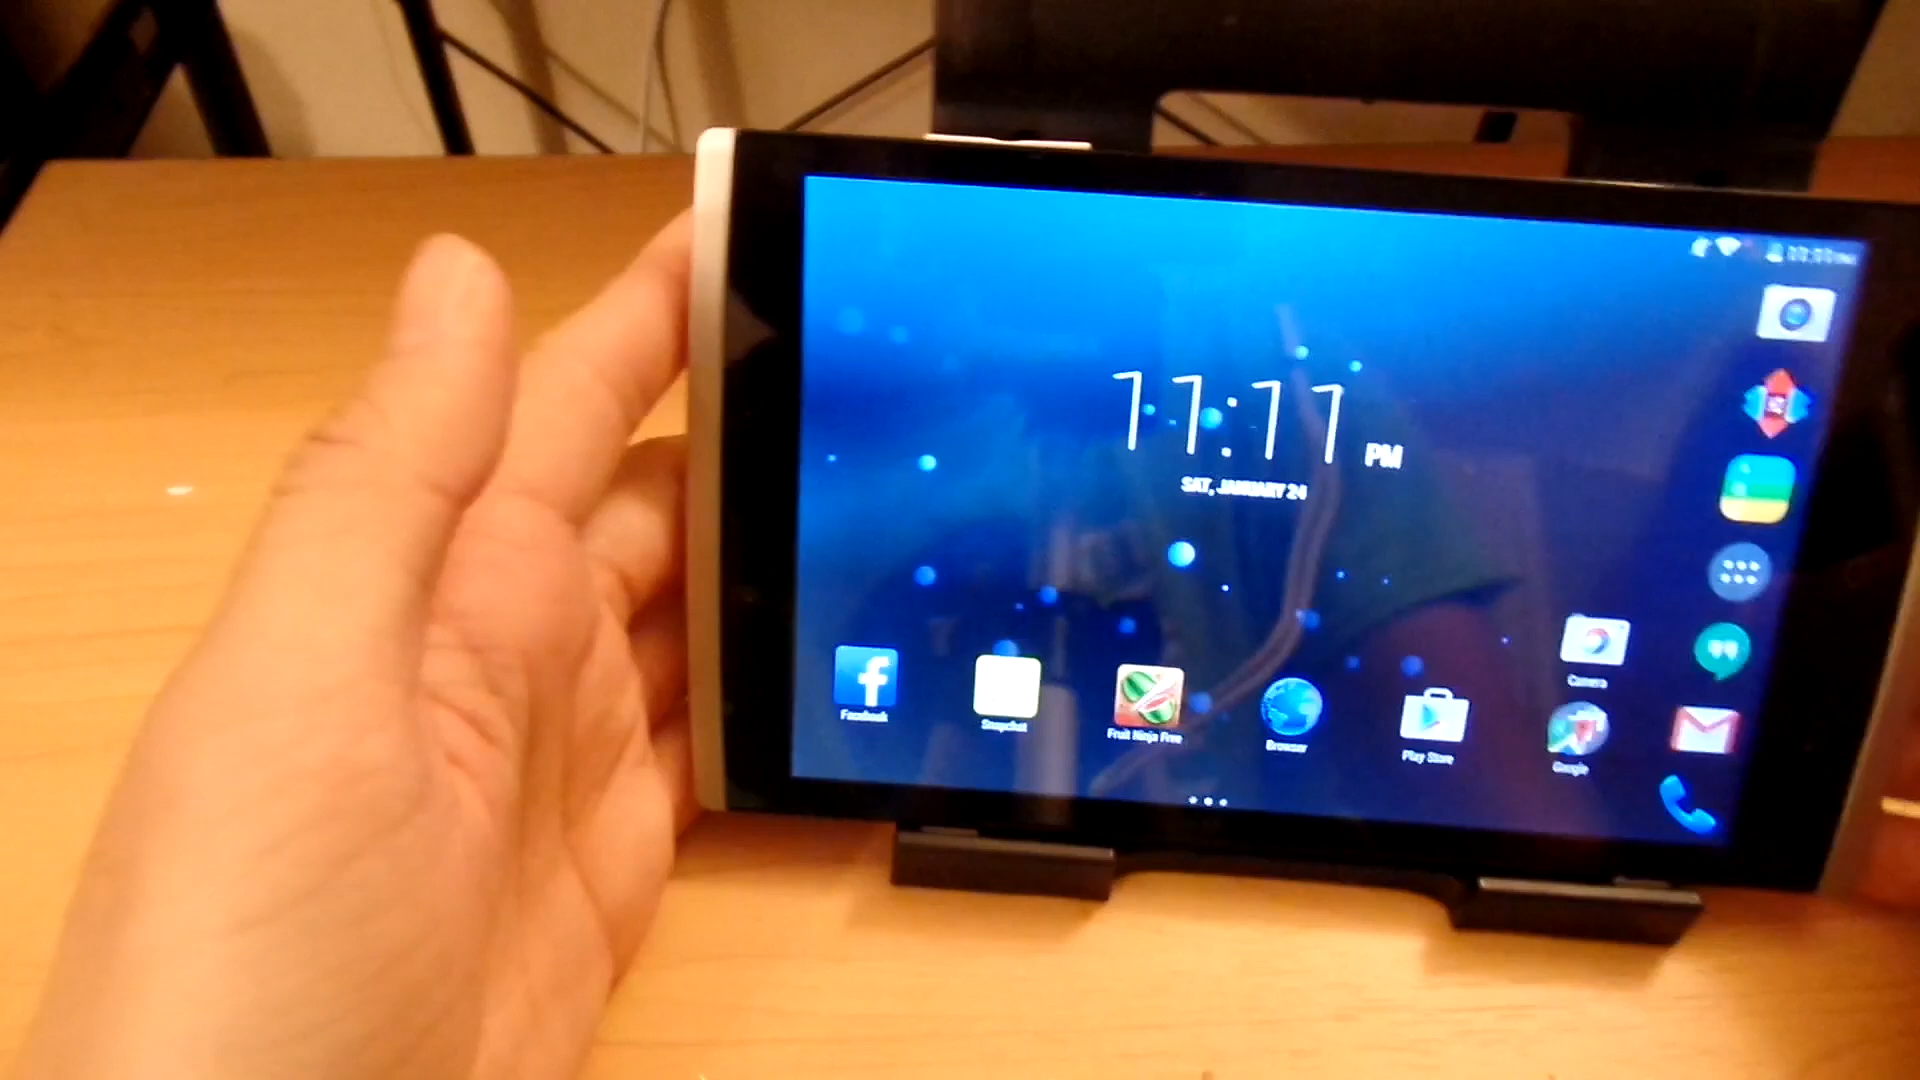 11:11 PM
SAT, JANUARY 24
Camera
Facebook
Snapchat
Fruit Ninja Free
Browser
Play Store
Google